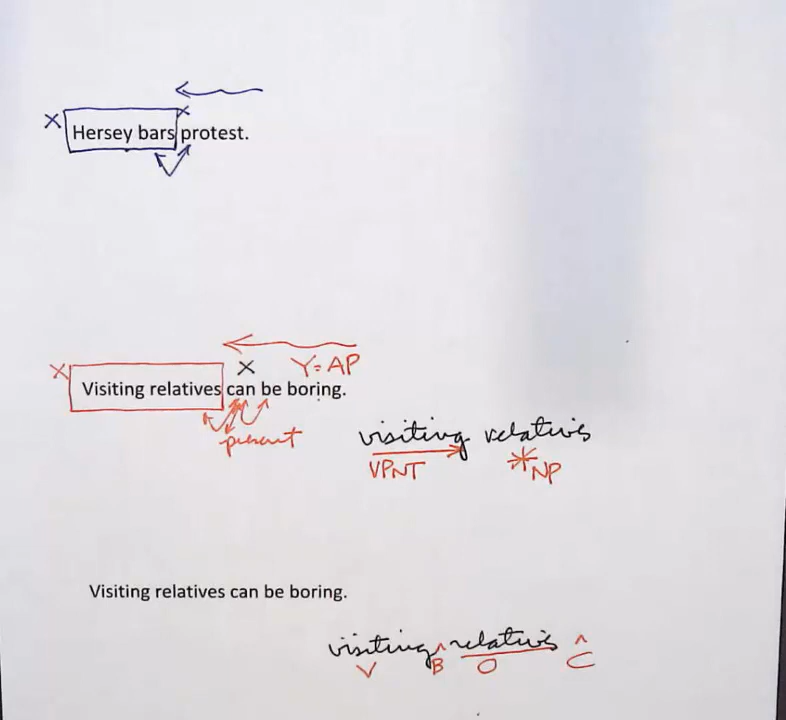 X X
Hersey bars protest.
X X Y=AP
Visiting relatives can be boring.
present
visiting relatives
VPNT * NP
Visiting relatives can be boring.
visiting ^ relatives ^
V B O C